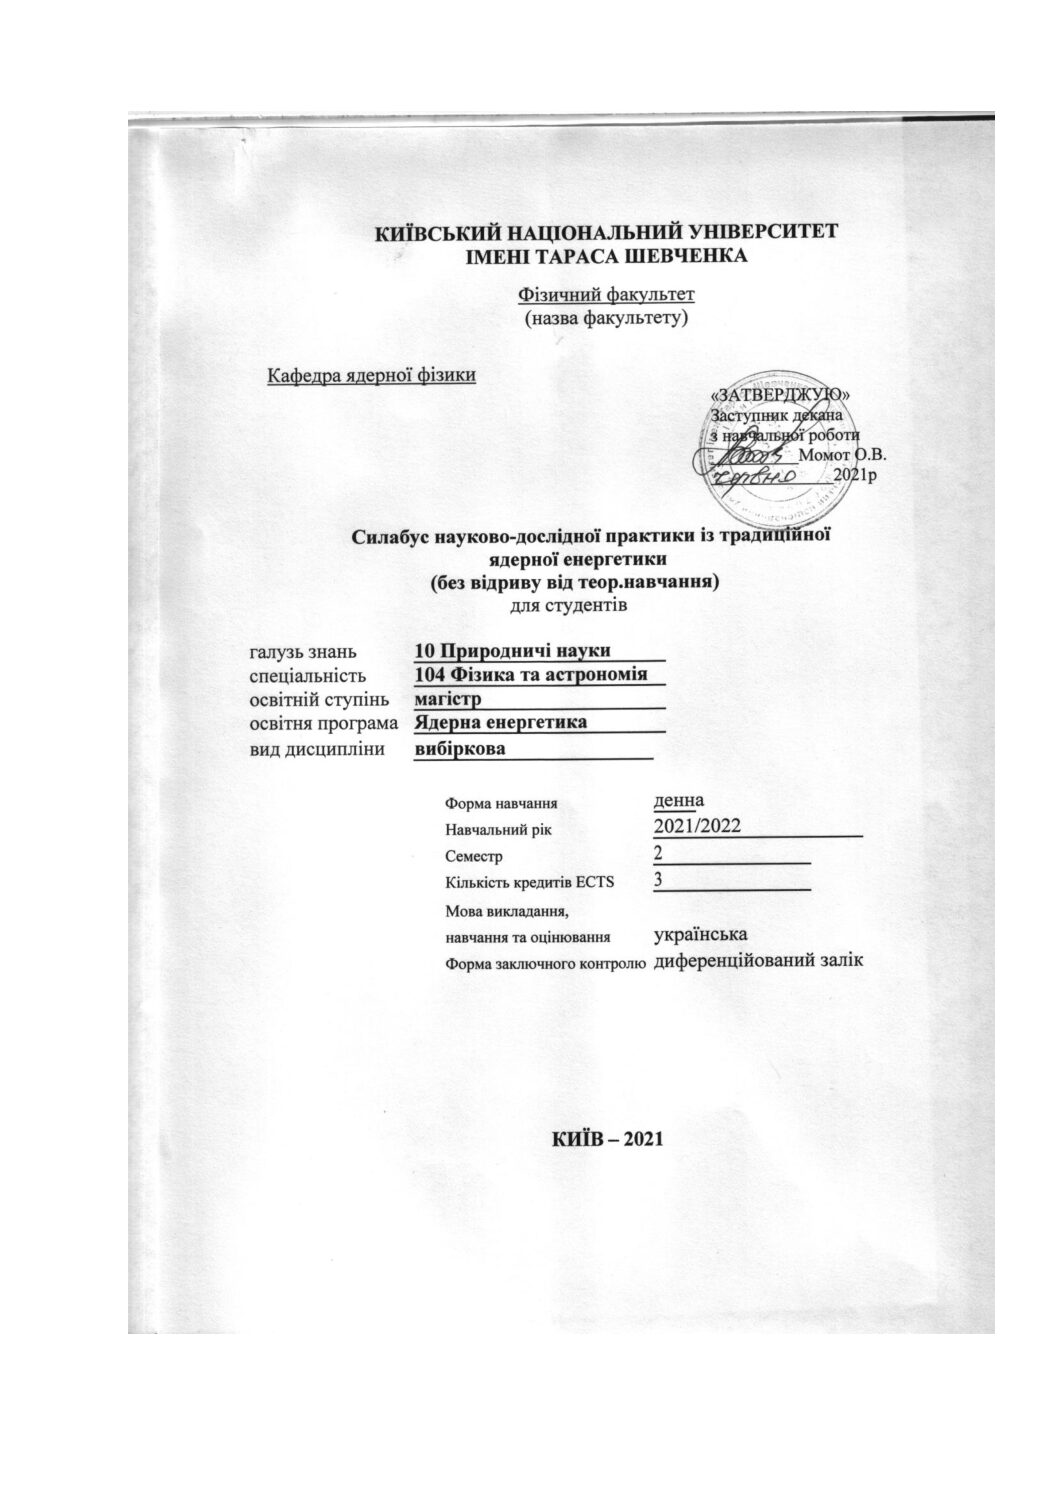 КИЇВСЬКИЙ НАЦІОНАЛЬНИЙ УНІВЕРСИТЕТ
ІМЕНІ ТАРАСА ШЕВЧЕНКА
Фізичний факультет
(назва факультету)
Кафедра ядерної фізики
«ЗАТВЕРДЖУЮ»
Заступник декана
з навчальної роботи
Момот О.В.
червня 2021р
Силабус науково-дослідної практики із традиційної
ядерної енергетики
(без відриву від теор.навчання)
для студентів
галузь знань 10 Природничі науки
спеціальність 104 Фізика та астрономія
освітній ступінь магістр
освітня програма Ядерна енергетика
вид дисципліни вибіркова
Форма навчання денна
Навчальний рік 2021/2022
Семестр 2
Кількість кредитів ECTS 3
Мова викладання,
навчання та оцінювання українська
Форма заключного контролю диференційований залік
КИЇВ – 2021